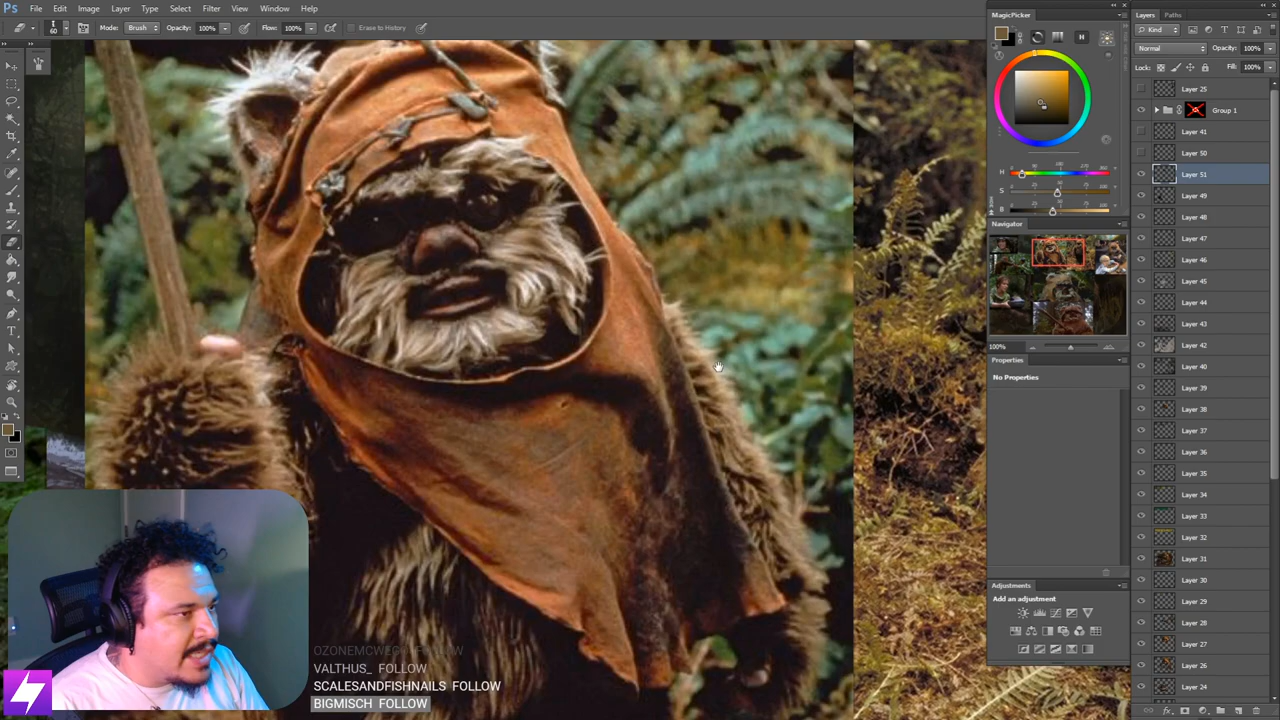 Ps File Edit Image Layer Type Select Filter View Window Help
60 Mode: Brush Opacity: 100% Flow: 100% Erase to History
MagicPicker
H
H
S
B
Navigator
100%
Properties
No Properties
Adjustments
Add an adjustment
Layers Paths
Kind
Normal Opacity: 100%
Lock: Fill: 100%
Layer 25
Group 1
Layer 41
Layer 50
Layer 51
Layer 49
Layer 48
Layer 47
Layer 46
Layer 45
Layer 44
Layer 43
Layer 42
Layer 40
Layer 39
Layer 38
Layer 37
Layer 36
Layer 35
Layer 34
Layer 33
Layer 32
Layer 31
Layer 30
Layer 29
Layer 28
Layer 27
Layer 26
Layer 24
VALTHUS_ FOLLOW
SCALESANDFISHNAILS FOLLOW
BIGMISCH FOLLOW